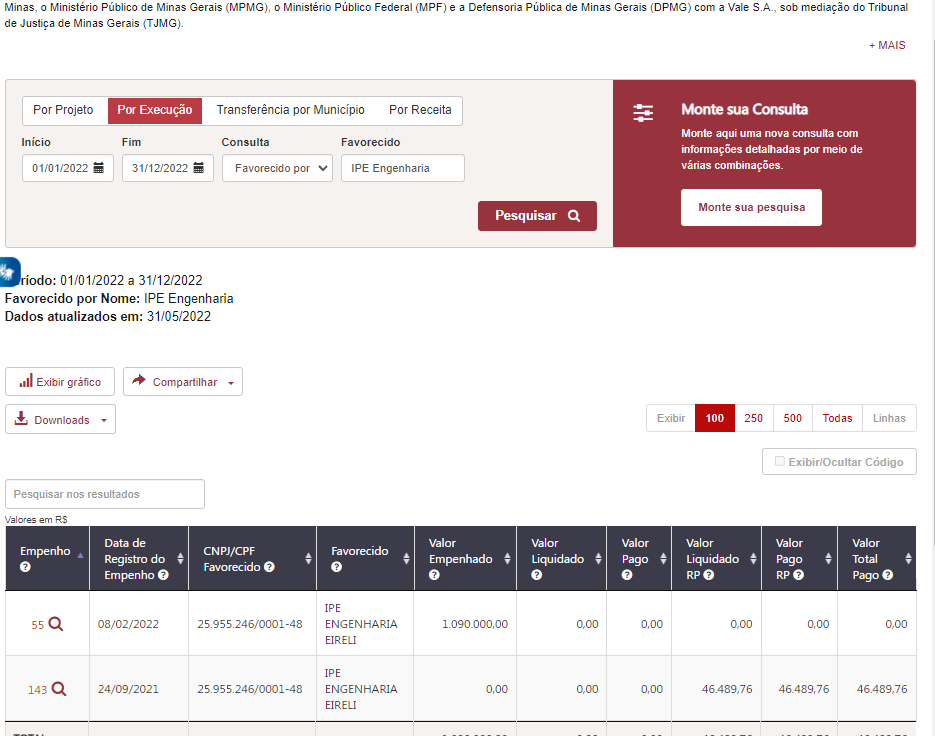 Minas, o Ministério Público de Minas Gerais (MPMG), o Ministério Público Federal (MPF) e a Defensoria Pública de Minas Gerais (DPMG) com a Vale S.A., sob mediação do Tribunal
de Justiça de Minas Gerais (TJMG).
+ MAIS
Por Projeto Por Execução Transferência por Município Por Receita
Início Fim Consulta Favorecido
01/01/2022 31/12/2022 Favorecido por IPE Engenharia
Pesquisar
Monte sua Consulta
Monte aqui uma nova consulta com
informações detalhadas por meio de
várias combinações.
Monte sua pesquisa
ríodo: 01/01/2022 a 31/12/2022
Favorecido por Nome: IPE Engenharia
Dados atualizados em: 31/05/2022
Exibir gráfico Compartilhar
Downloads
Exibir 100 250 500 Todas Linhas
Exibir/Ocultar Código
Pesquisar nos resultados
Valores em R$
Empenho ?
Data de
Registro do
Empenho ?
CNPJ/CPF
Favorecido ?
Favorecido
?
Valor
Empenhado
?
Valor
Liquidado
?
Valor
Pago
?
Valor
Liquidado
RP ?
Valor
Pago
RP ?
Valor
Total
Pago ?
55 08/02/2022 25.955.246/0001-48 IPE ENGENHARIA EIRELI 1.090.000,00 0,00 0,00 0,00 0,00 0,00
143 24/09/2021 25.955.246/0001-48 IPE ENGENHARIA EIRELI 0,00 0,00 0,00 46.489,76 46.489,76 46.489,76